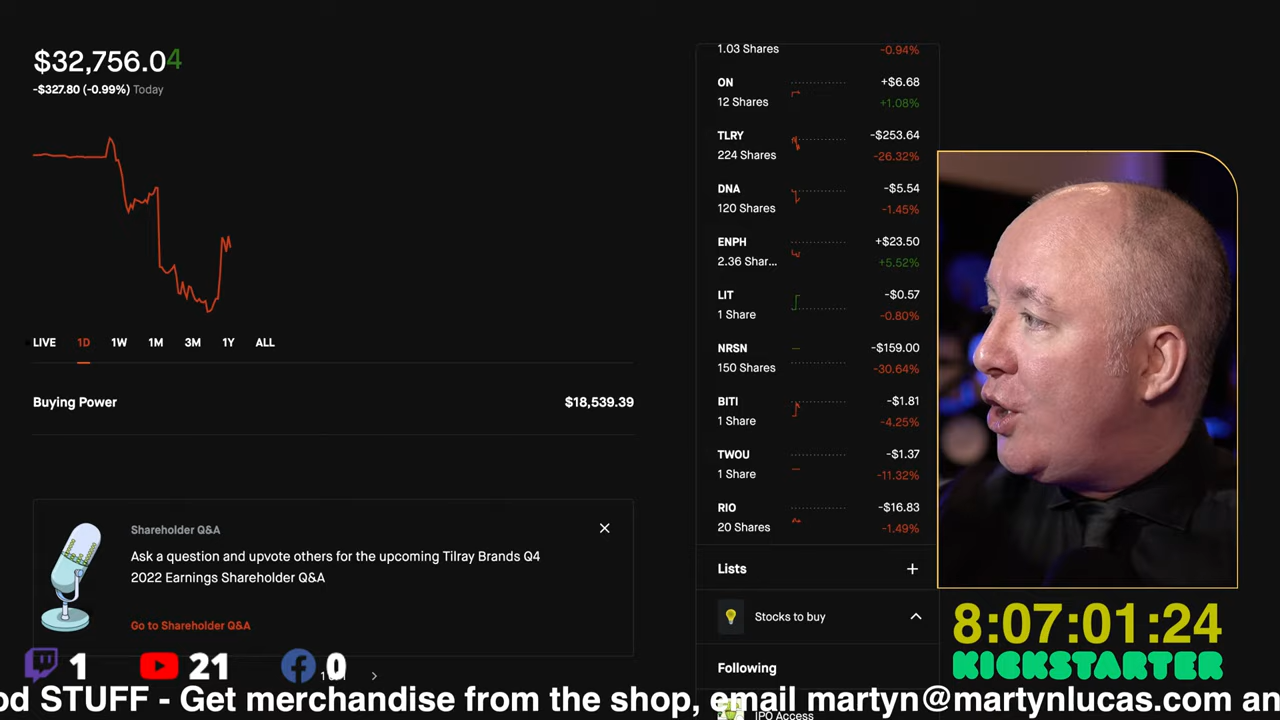 $32,756.04
-$327.80 (-0.99%) Today
LIVE 1D 1W 1M 3M 1Y ALL
Buying Power $18,539.39
Shareholder Q&A
Ask a question and upvote others for the upcoming Tilray Brands Q4
2022 Earnings Shareholder Q&A
Go to Shareholder Q&A
1.03 Shares -0.94%
ON +$6.68
12 Shares +1.08%
TLRY -$253.64
224 Shares -26.32%
DNA -$5.54
120 Shares -1.45%
ENPH +$23.50
2.36 Shar... +5.52%
LIT -$0.57
1 Share -0.80%
NRSN -$159.00
150 Shares -30.64%
BITI -$1.81
1 Share -4.25%
TWOU -$1.37
1 Share -11.32%
RIO -$16.83
20 Shares -1.49%
Lists +
Stocks to buy
Following
IPO Access
8:07:01:24
KICKSTARTER
1 21 0
od STUFF - Get merchandise from the shop, email martyn@martynlucas.com an